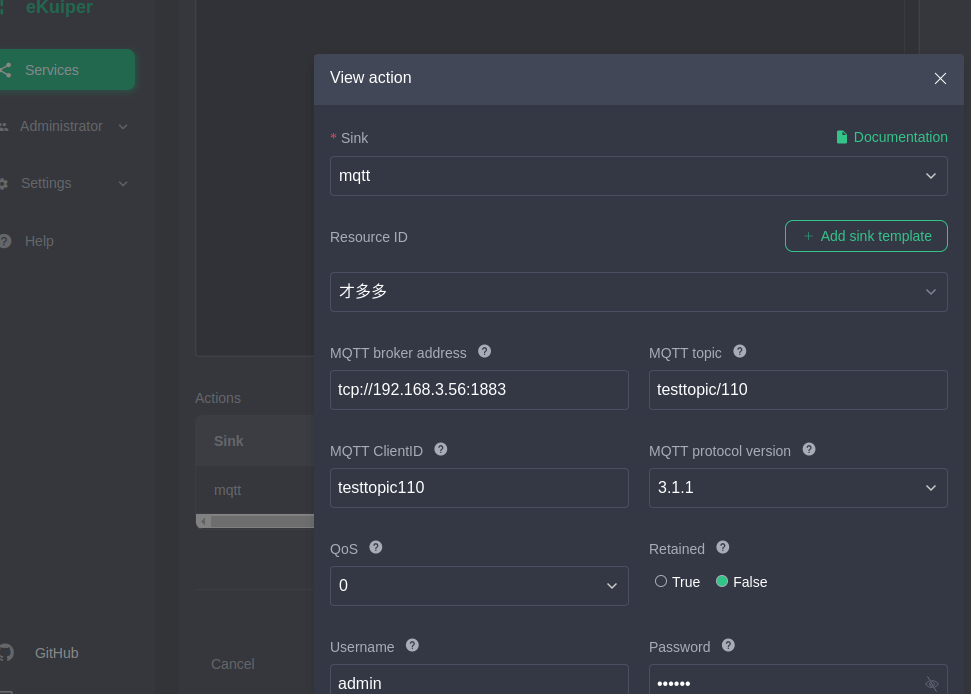 eKuiper
Services
Administrator
Settings
Help
GitHub
Actions
Sink
mqtt
Cancel
View action
* Sink
Documentation
mqtt
Resource ID
+ Add sink template
才多多
MQTT broker address
MQTT topic
tcp://192.168.3.56:1883
testtopic/110
MQTT ClientID
MQTT protocol version
testtopic110
3.1.1
QoS
Retained
0
True False
Username
Password
admin
••••••